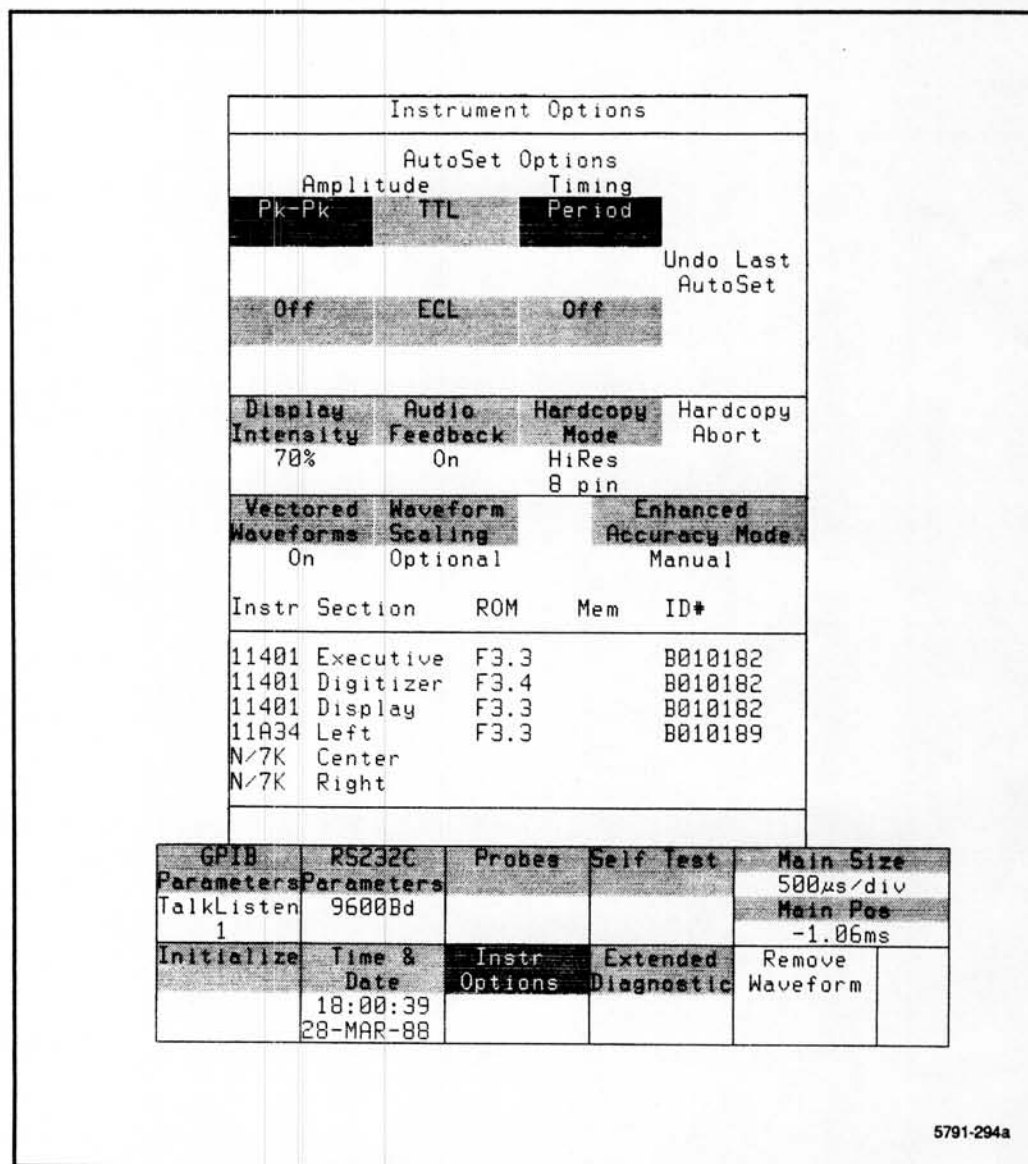 Instrument Options
AutoSet Options
Amplitude Timing
Pk-Pk TTL Period
Undo Last
AutoSet
Off ECL Off
Display Audio Hardcopy Hardcopy
Intensity Feedback Mode Abort
70% On HiRes
8 pin
Vectored Waveform Enhanced
Waveforms Scaling Accuracy Mode
On Optional Manual
Instr Section ROM Mem ID#
11401 Executive F3.3 B010182
11401 Digitizer F3.4 B010182
11401 Display F3.3 B010182
11A34 Left F3.3 B010189
N/7K Center
N/7K Right
GPIB RS232C Probes Self Test Main Size
Parameters Parameters 500µs/div
TalkListen 9600Bd Main Pos
1 -1.06ms
Initialize Time & Instr Extended Remove
Date Options Diagnostic Waveform
18:00:39
28-MAR-88
5791-294a